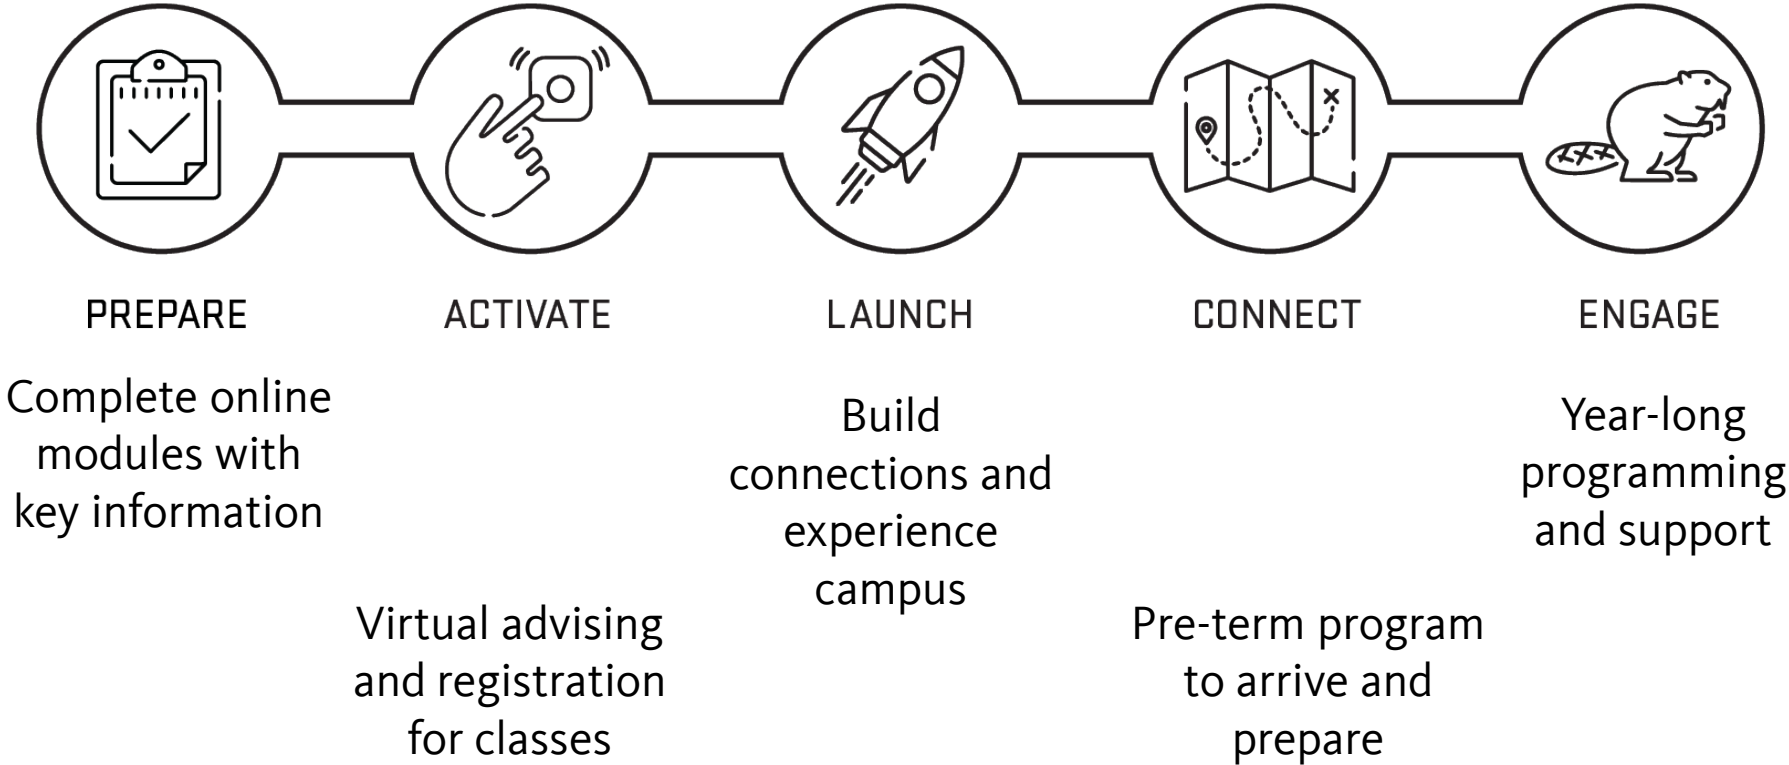 PREPARE
ACTIVATE
LAUNCH
CONNECT
ENGAGE
Complete online
modules with
key information
Virtual advising
and registration
for classes
Build
connections and
experience
campus
Pre-term program
to arrive and
prepare
Year-long
programming
and support